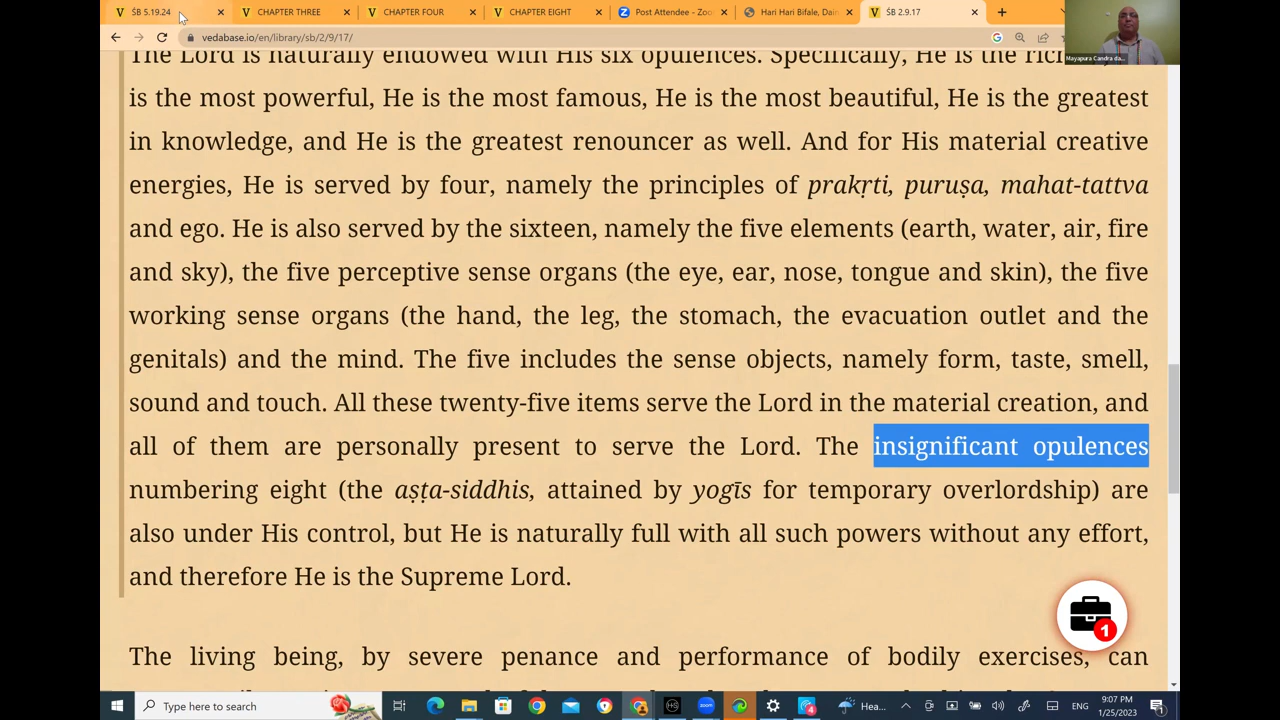 ŚB 5.19.24
CHAPTER THREE
CHAPTER FOUR
CHAPTER EIGHT
Post Attendee - Zoo
Hari Hari Bifale, Dain
ŚB 2.9.17
vedabase.io/en/library/sb/2/9/17/
Mayapura Candra da...
The Lord is naturally endowed with His six opulences. Specifically, He is the
is the most powerful, He is the most famous, He is the most beautiful, He is the greatest
in knowledge, and He is the greatest renouncer as well. And for His material creative
energies, He is served by four, namely the principles of prakṛti, puruṣa, mahat-tattva
and ego. He is also served by the sixteen, namely the five elements (earth, water, air, fire
and sky), the five perceptive sense organs (the eye, ear, nose, tongue and skin), the five
working sense organs (the hand, the leg, the stomach, the evacuation outlet and the
genitals) and the mind. The five includes the sense objects, namely form, taste, smell,
sound and touch. All these twenty-five items serve the Lord in the material creation, and
all of them are personally present to serve the Lord. The insignificant opulences
numbering eight (the aṣṭa-siddhis, attained by yogīs for temporary overlordship) are
also under His control, but He is naturally full with all such powers without any effort,
and therefore He is the Supreme Lord.
1
The living being, by severe penance and performance of bodily exercises, can
Type here to search
zoom
Hea...
ENG
9:07 PM
1/25/2023